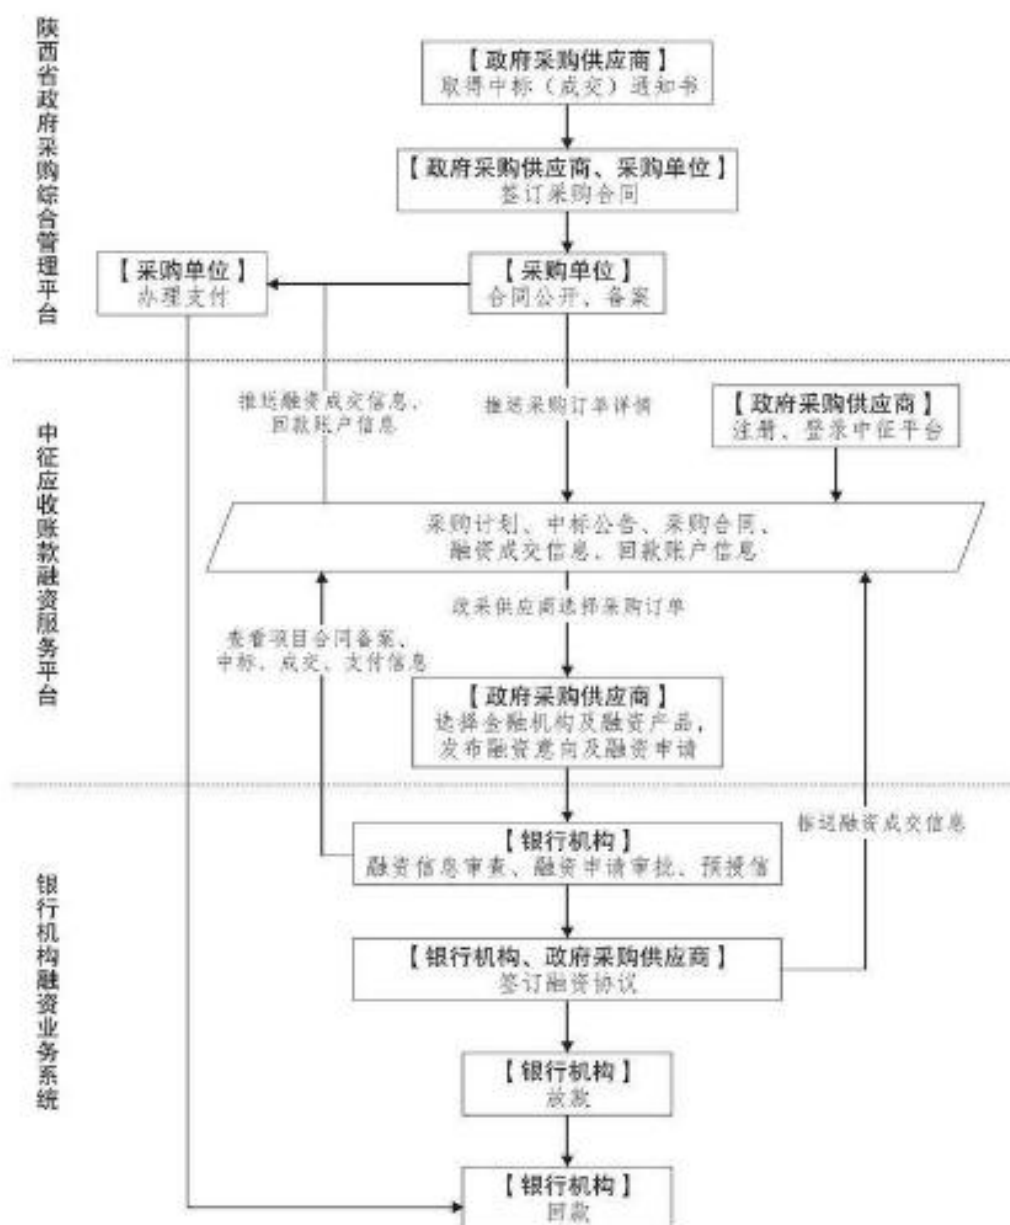 陕西省政府采购综合管理平台
【政府采购供应商】
取得中标（成交）通知书
【政府采购供应商、采购单位】
签订采购合同
【采购单位】
办理支付
【采购单位】
合同公开、备案
中征应收账款融资服务平台
推送融资成交信息、
回款账户信息
推送采购订单详情
【政府采购供应商】
注册、登录中征平台
采购计划、中标公告、采购合同、
融资成交信息、回款账户信息
政采供应商选择采购订单
查看项目合同备案、
中标、成交、支付信息
【政府采购供应商】
选择金融机构及融资产品，
发布融资意向及融资申请
银行机构融资业务系统
推送融资成交信息
【银行机构】
融资信息审查、融资申请审批、预授信
【银行机构、政府采购供应商】
签订融资协议
【银行机构】
放款
【银行机构】
回款